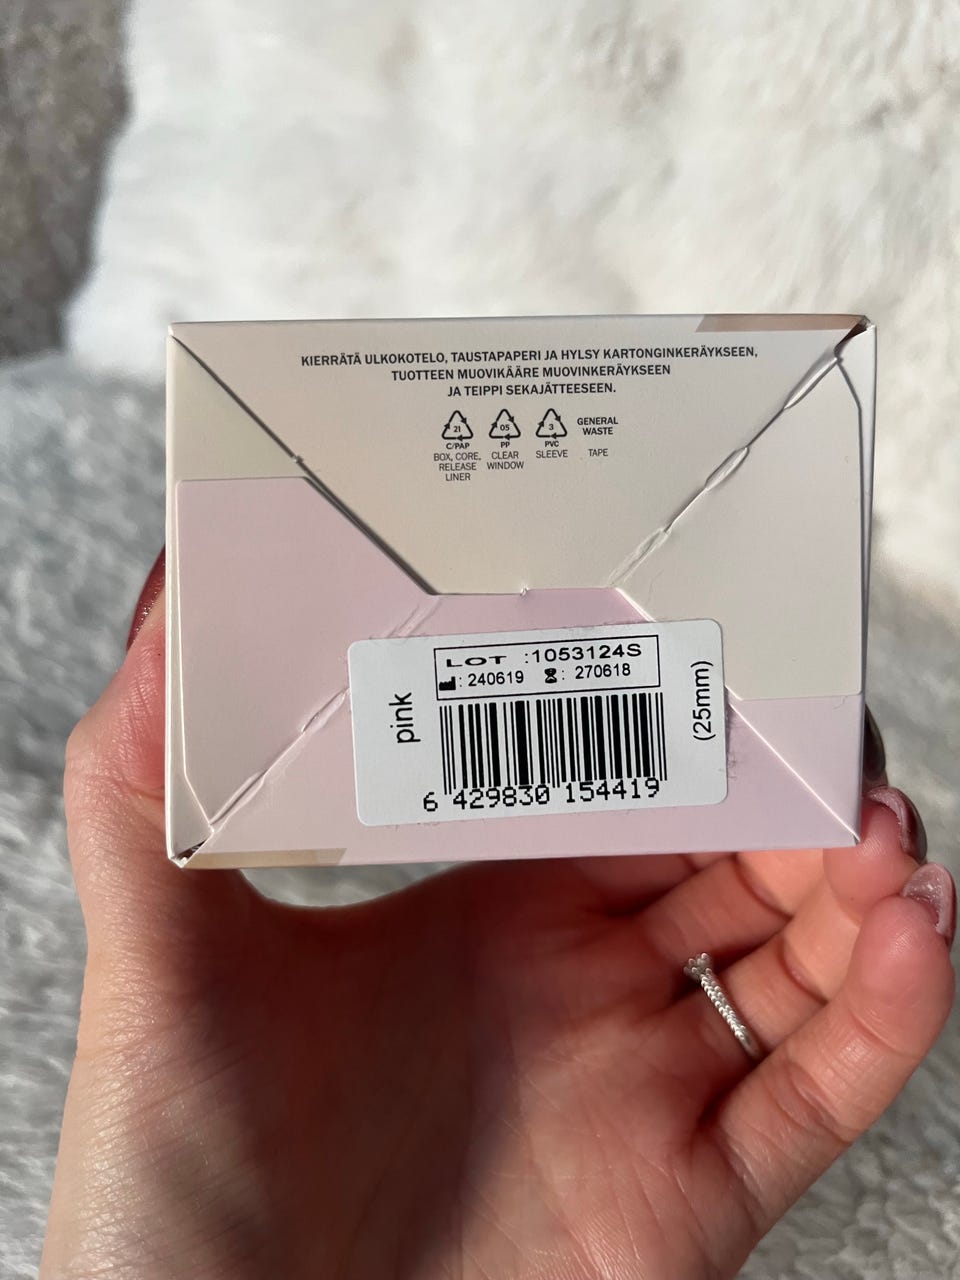 KIERRÄTÄ ULKOKOTELO, TAUSTAPAPERI JA HYLSY KARTONGINKERÄYKSEEN,
TUOTTEEN MUOVIKÄÄRE MUOVINKERÄYKSEEN
JA TEIPPI SEKAJÄTTEESEEN.
21
C/PAP
BOX, CORE,
RELEASE
LINER
05
PP
CLEAR
WINDOW
3
PVC
SLEEVE
GENERAL
WASTE
TAPE
LOT :1053124S
: 240619 : 270618
pink
(25mm)
6 429830 154419